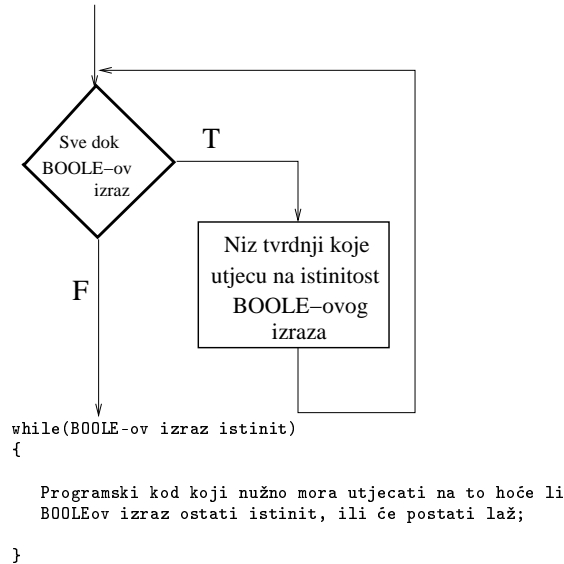 Sve dok
BOOLE−ov
izraz
T
Niz tvrdnji koje
utjecu na istinitost
BOOLE−ovog
izraza
F
while(BOOLE-ov izraz istinit)
{
Programski kod koji nužno mora utjecati na to hoće li
BOOLEov izraz ostati istinit, ili će postati laž;
}